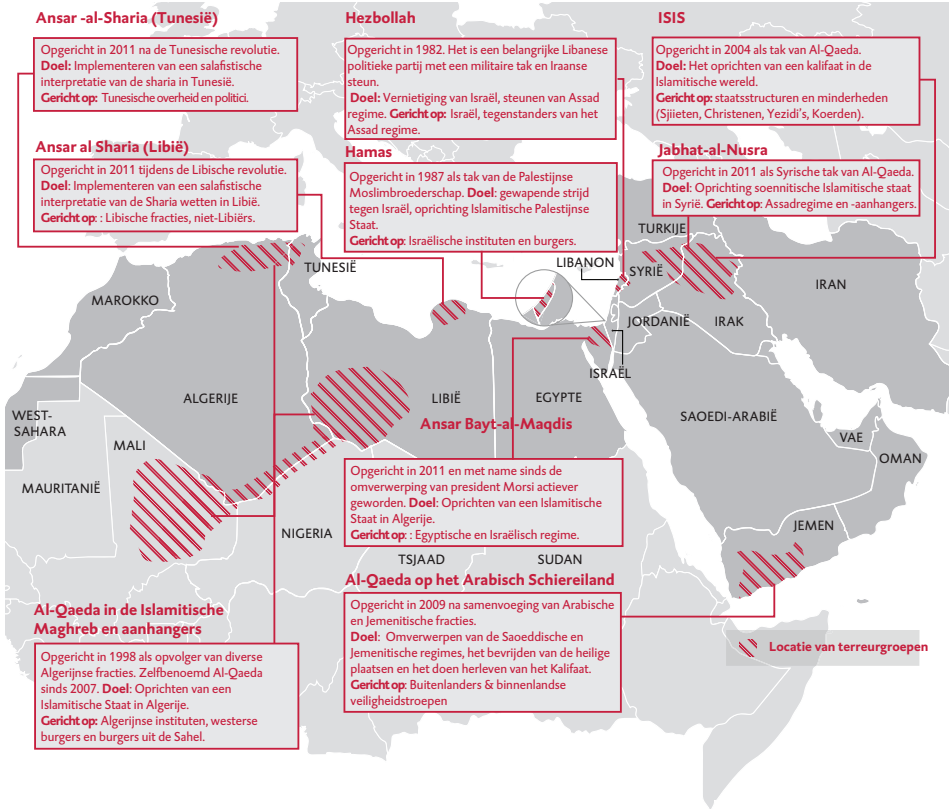 Ansar -al-Sharia (Tunesië)
Opgericht in 2011 na de Tunesische revolutie.
Doel: Implementeren van een salafistische
interpretatie van de sharia in Tunesië.
Gericht op: Tunesische overheid en politici.
Hezbollah
Opgericht in 1982. Het is een belangrijke Libanese
politieke partij met een militaire tak en Iraanse
steun.
Doel: Vernietiging van Israël, steunen van Assad
regime. Gericht op: Israël, tegenstanders van het
Assad regime.
ISIS
Opgericht in 2004 als tak van Al-Qaeda.
Doel: Het oprichten van een kalifaat in de
Islamitische wereld.
Gericht op: staatsstructuren en minderheden
(Sjiieten, Christenen, Yezidi's, Koerden).
Ansar al Sharia (Libië)
Opgericht in 2011 tijdens de Libische revolutie.
Doel: Implementeren van een salafistische
interpretatie van de Sharia wetten in Libië.
Gericht op: : Libische fracties, niet-Libiërs.
Hamas
Opgericht in 1987 als tak van de Palestijnse
Moslimbroederschap. Doel: gewapende strijd
tegen Israël, oprichting Islamitische Palestijnse
Staat.
Gericht op: Israëlische instituten en burgers.
Jabhat-al-Nusra
Opgericht in 2011 als Syrische tak van Al-Qaeda.
Doel: Oprichting soennitische Islamitische staat
in Syrië. Gericht op: Assadregime en -aanhangers.
TURKIJE
TUNESIË
LIBANON
SYRIË
IRAN
MAROKKO
JORDANIË
IRAK
ISRAËL
ALGERIJE
LIBIË
EGYPTE
SAOEDI-ARABIË
WEST-
SAHARA
MALI
VAE
OMAN
MAURITANIË
NIGERIA
JEMEN
TSJAAD
SUDAN
Ansar Bayt-al-Maqdis
Opgericht in 2011 en met name sinds de
omverwerping van president Morsi actiever
geworden. Doel: Oprichten van een Islamitische
Staat in Algerije.
Gericht op: : Egyptische en Israëlisch regime.
Al-Qaeda op het Arabisch Schiereiland
Opgericht in 2009 na samenvoeging van Arabische
en Jemenitische fracties.
Doel: Omverwerpen van de Saoeddische en
Jemenitische regimes, het bevrijden van de heilige
plaatsen en het doen herleven van het Kalifaat.
Gericht op: Buitenlanders & binnenlandse
veiligheidstroepen
Al-Qaeda in de Islamitische
Maghreb en aanhangers
Opgericht in 1998 als opvolger van diverse
Algerijnse fracties. Zelfbenoemd Al-Qaeda
sinds 2007. Doel: Oprichten van een
Islamitische Staat in Algerije.
Gericht op: Algerijnse instituten, westerse
burgers en burgers uit de Sahel.
Locatie van terreurgroepen